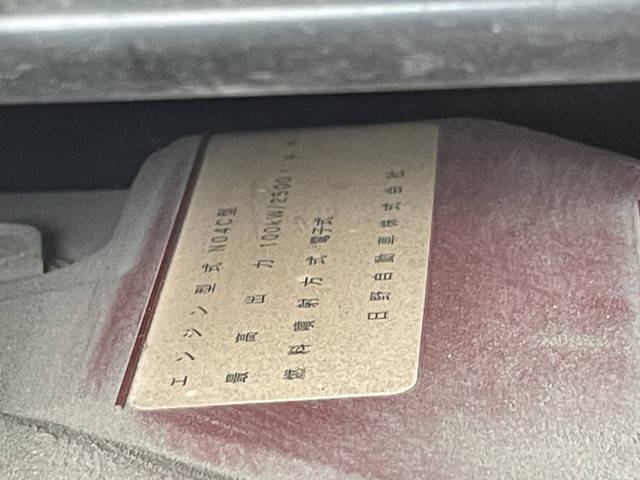 エンジン型式 N04C型
最高出力 100kW/2500r
燃料噴射方式 電子式
日野自動車株式会社